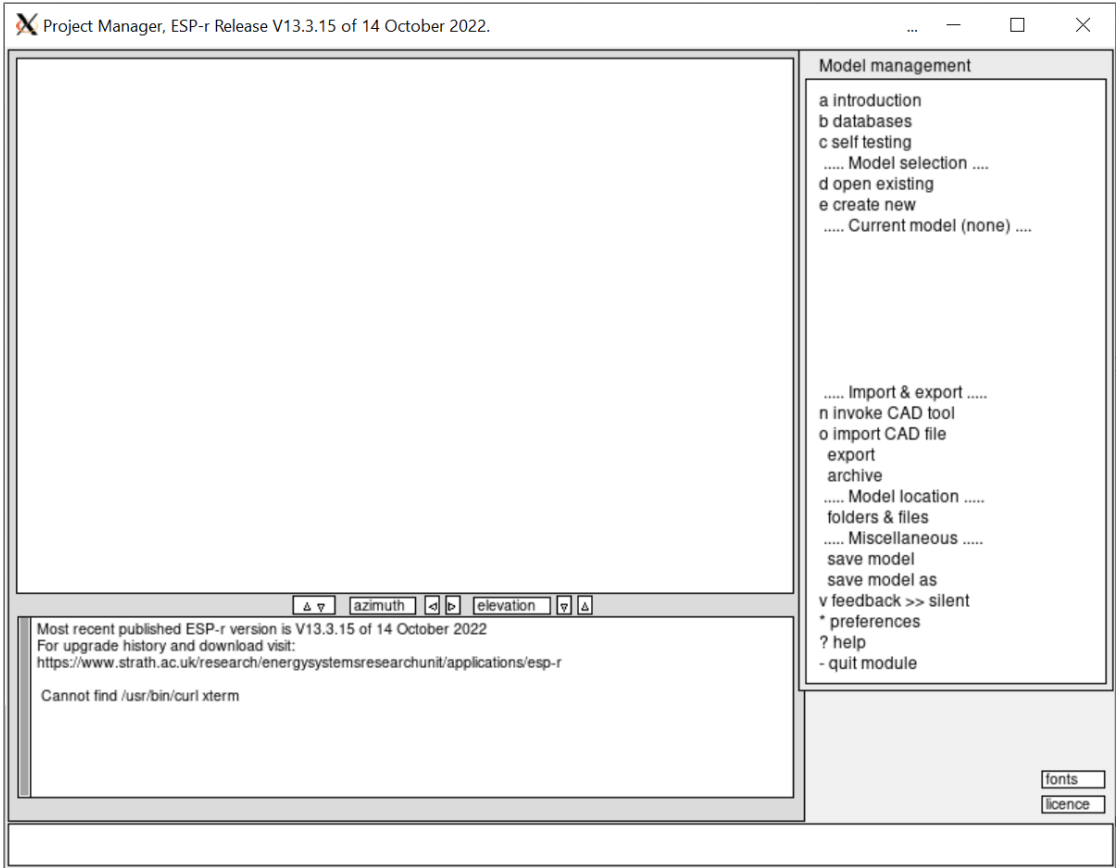 Project Manager, ESP-r Release V13.3.15 of 14 October 2022.
...
Model management
a introduction
b databases
c self testing
..... Model selection ....
d open existing
e create new
..... Current model (none) ....
..... Import & export .....
n invoke CAD tool
o import CAD file
export
archive
..... Model location .....
folders & files
..... Miscellaneous .....
save model
save model as
v feedback >> silent
* preferences
? help
- quit module
azimuth
elevation
Most recent published ESP-r version is V13.3.15 of 14 October 2022
For upgrade history and download visit:
https://www.strath.ac.uk/research/energysystemsresearchunit/applications/esp-r
Cannot find /usr/bin/curl xterm
fonts
licence